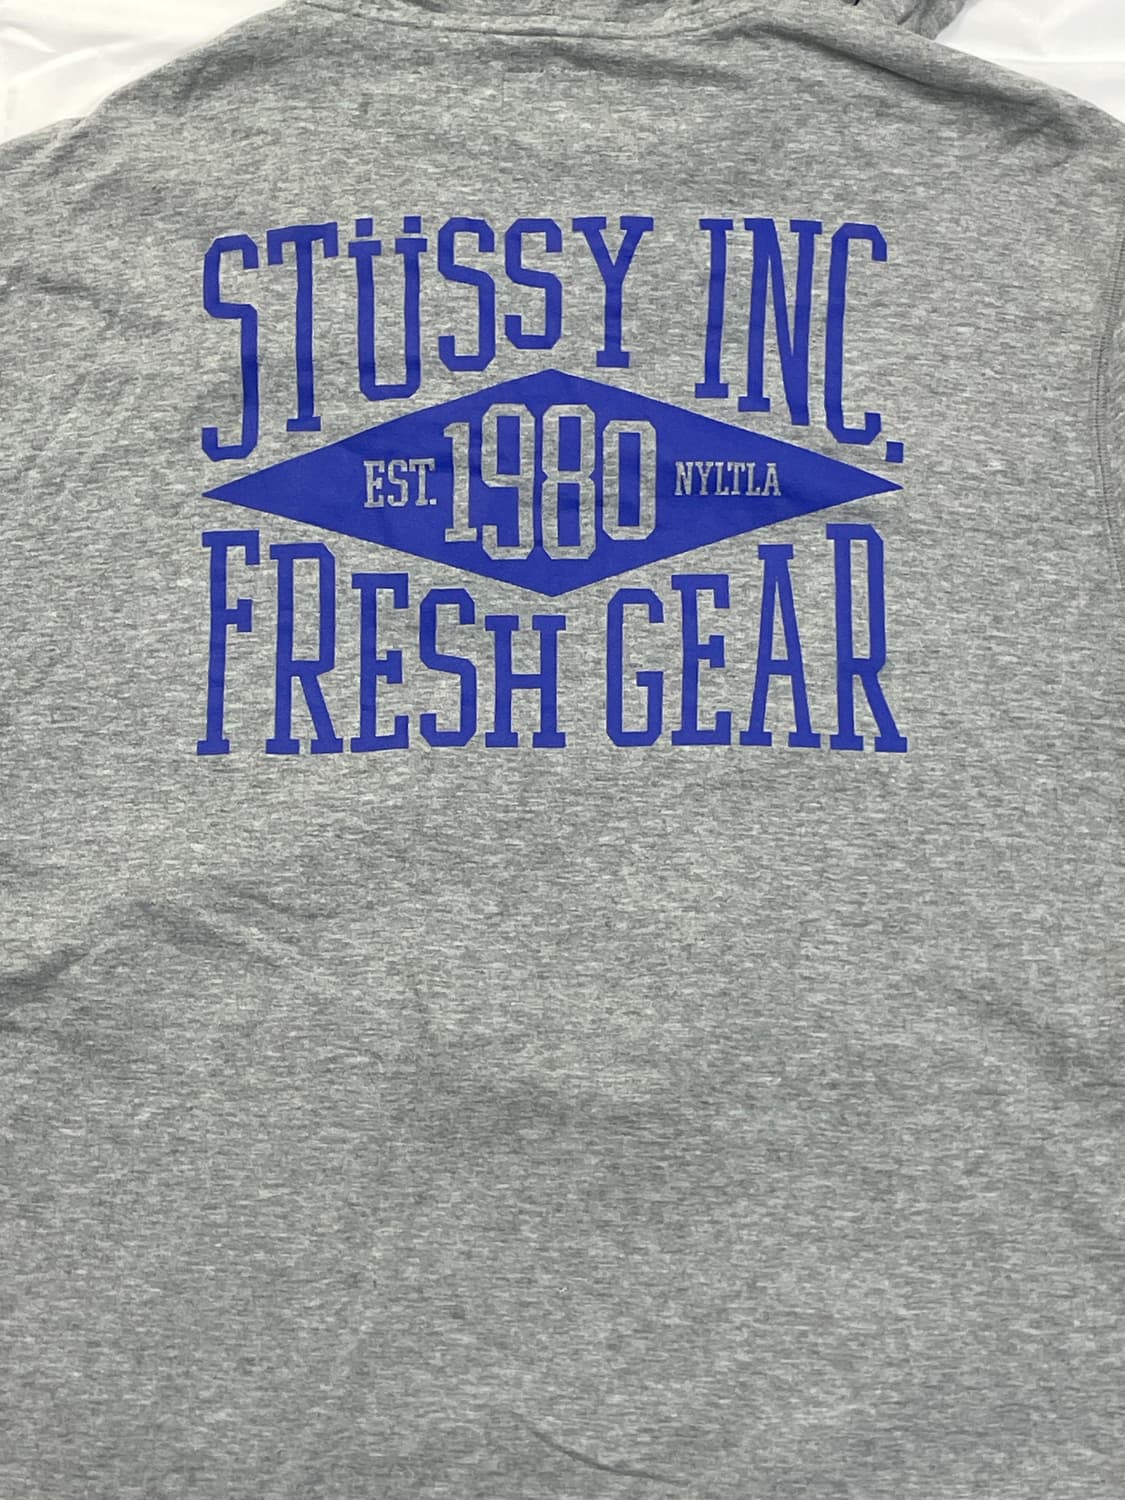 STÜSSY INC.
EST. 1980 NYLTLA
FRESH GEAR